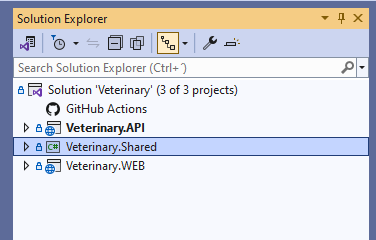 Solution Explorer
Search Solution Explorer (Ctrl+´)
Solution 'Veterinary' (3 of 3 projects)
GitHub Actions
Veterinary.API
C# Veterinary.Shared
Veterinary.WEB